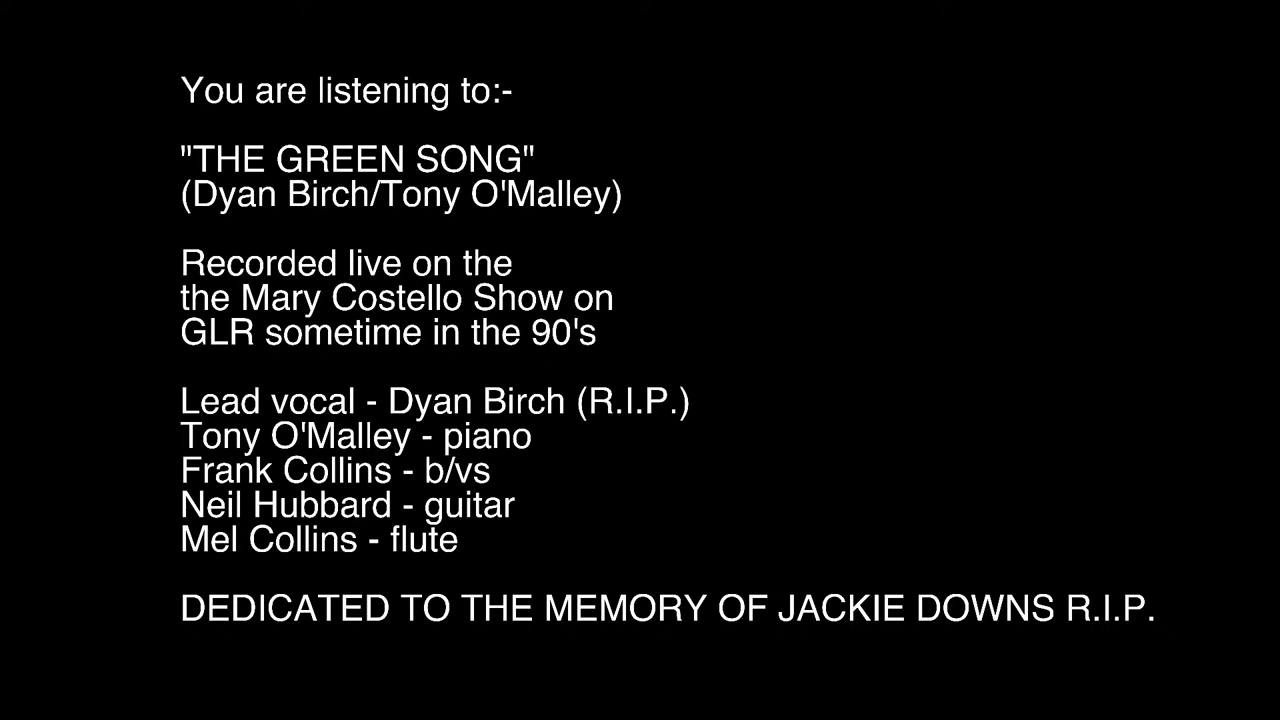 You are listening to:-
"THE GREEN SONG"
(Dyan Birch/Tony O'Malley)
Recorded live on the
the Mary Costello Show on
GLR sometime in the 90's
Lead vocal - Dyan Birch (R.I.P.)
Tony O'Malley - piano
Frank Collins - b/vs
Neil Hubbard - guitar
Mel Collins - flute
DEDICATED TO THE MEMORY OF JACKIE DOWNS R.I.P.